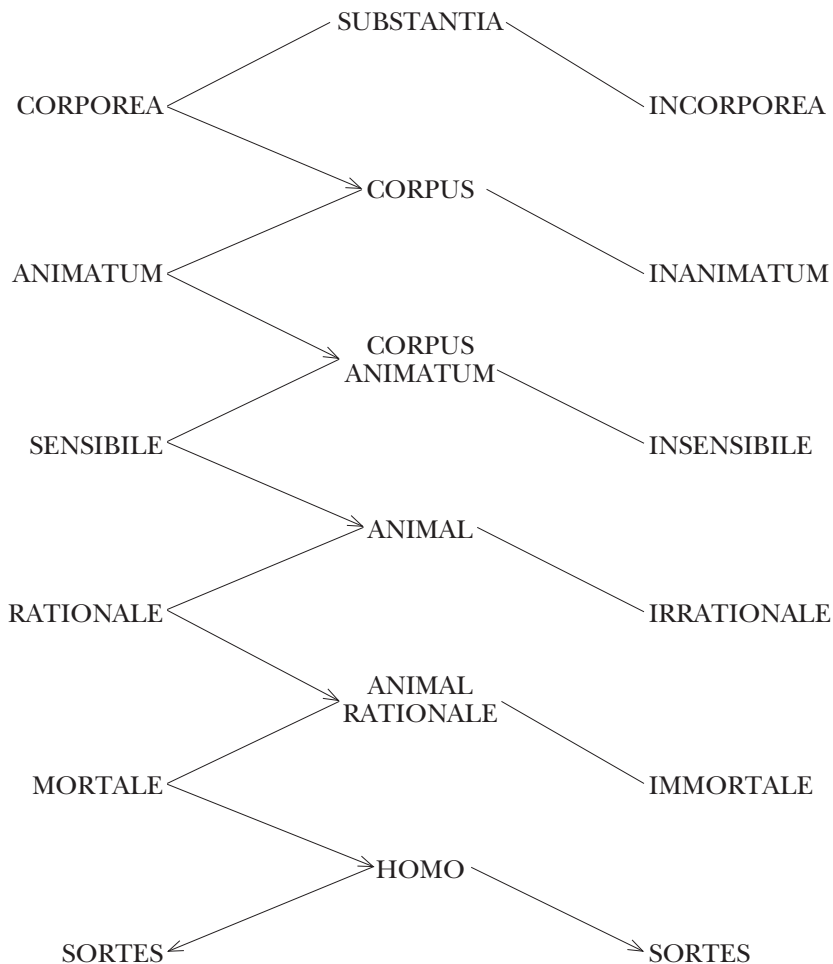 SUBSTANTIA
CORPOREA
INCORPOREA
CORPUS
ANIMATUM
INANIMATUM
CORPUS
ANIMATUM
SENSIBILE
INSENSIBILE
ANIMAL
RATIONALE
IRRATIONALE
ANIMAL
RATIONALE
MORTALE
IMMORTALE
HOMO
SORTES
SORTES